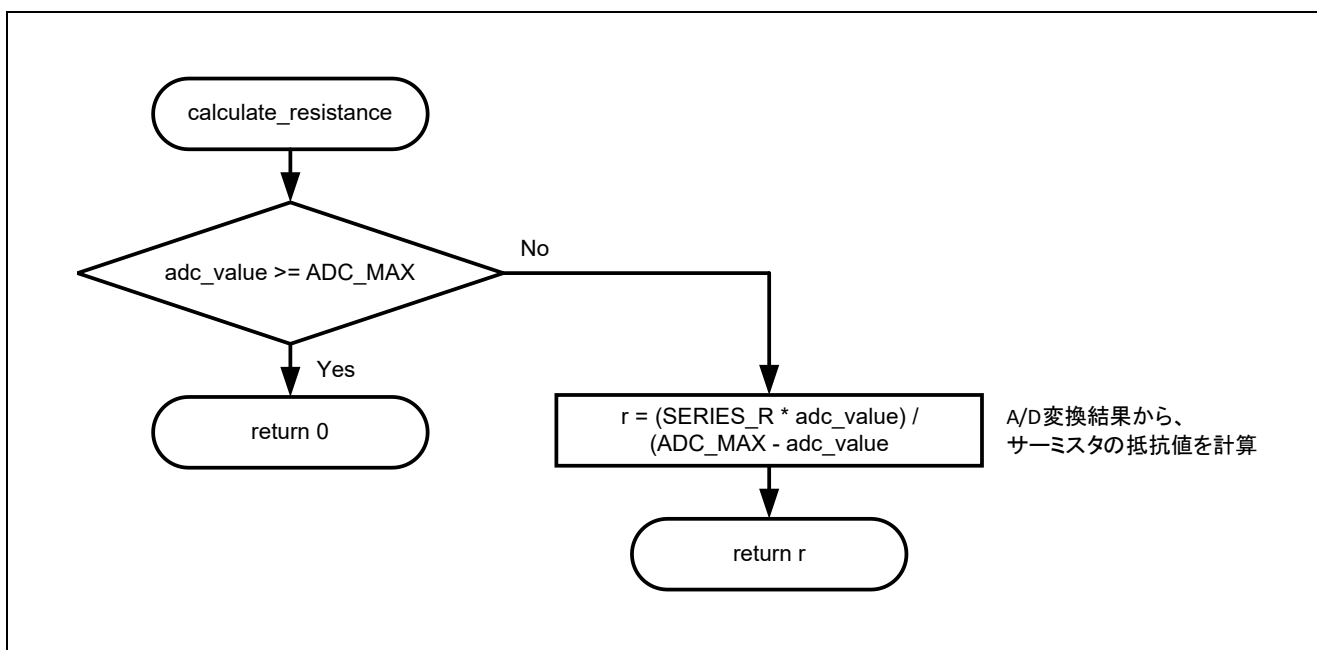 calculate_resistance
adc_value >= ADC_MAX
No
Yes
return 0
r = (SERIES_R * adc_value) /
(ADC_MAX - adc_value
A/D変換結果から、
サーミスタの抵抗値を計算
return r